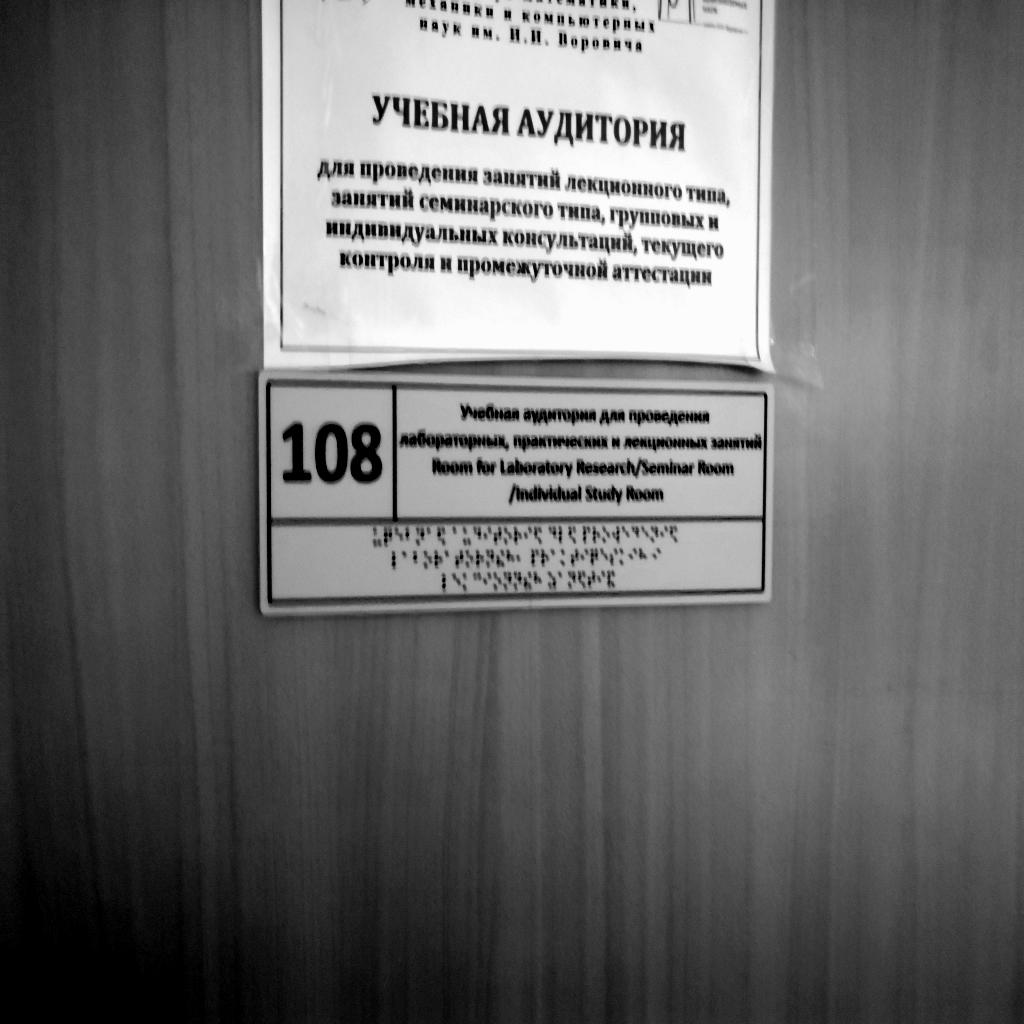 механики и компьютерных
наук им. И.И. Воровича
УЧЕБНАЯ АУДИТОРИЯ
для проведения занятий лекционного типа,
занятий семинарского типа, групповых и
индивидуальных консультаций, текущего
контроля и промежуточной аттестации
108
Учебная аудитория для проведения
лабораторных, практических и лекционных занятий
Room for Laboratory Research/Seminar Room
/Individual Study Room